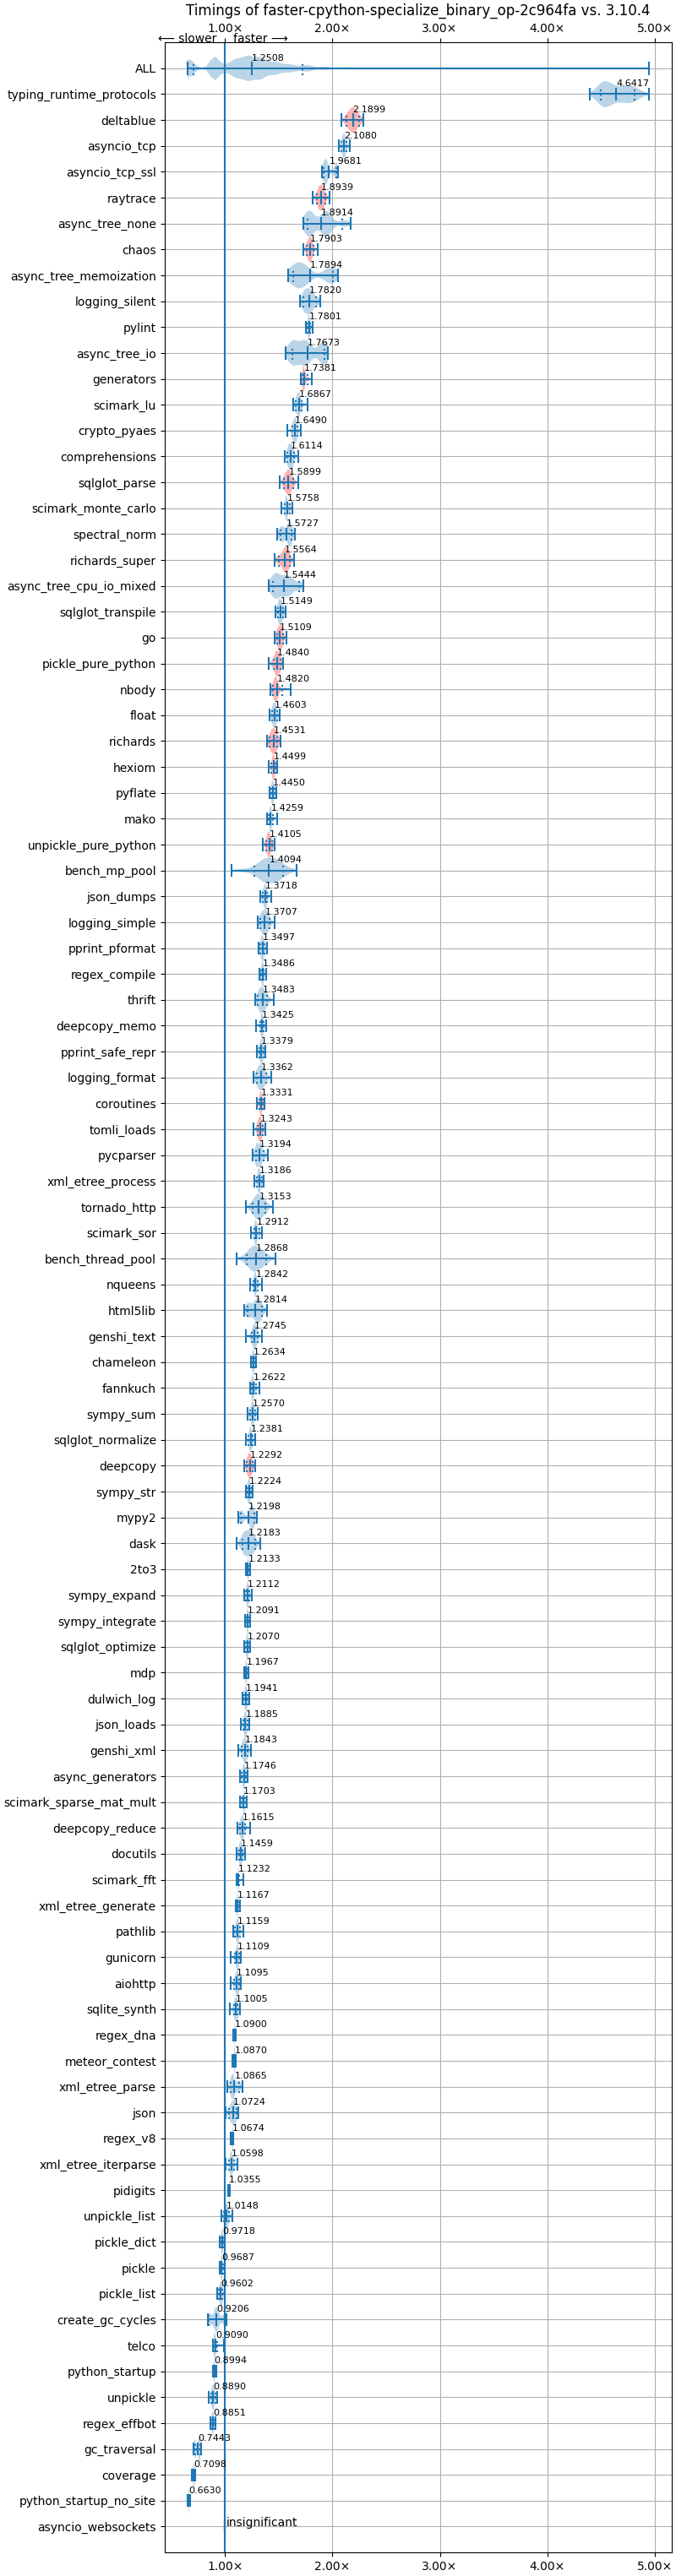 Timings of faster-cpython-specialize_binary_op-2c964fa vs. 3.10.4
1.00× 2.00× 3.00× 4.00× 5.00×
⟵ slower faster ⟶
ALL 1.2508
typing_runtime_protocols 4.6417
deltablue 2.1899
asyncio_tcp 2.1080
asyncio_tcp_ssl 1.9681
raytrace 1.8939
async_tree_none 1.8914
chaos 1.7903
async_tree_memoization 1.7894
logging_silent 1.7820
pylint 1.7801
async_tree_io 1.7673
generators 1.7381
scimark_lu 1.6867
crypto_pyaes 1.6490
comprehensions 1.6114
sqlglot_parse 1.5899
scimark_monte_carlo 1.5758
spectral_norm 1.5727
richards_super 1.5564
async_tree_cpu_io_mixed 1.5444
sqlglot_transpile 1.5149
go 1.5109
pickle_pure_python 1.4840
nbody 1.4820
float 1.4603
richards 1.4531
hexiom 1.4499
pyflate 1.4450
mako 1.4259
unpickle_pure_python 1.4105
bench_mp_pool 1.4094
json_dumps 1.3718
logging_simple 1.3707
pprint_pformat 1.3497
regex_compile 1.3486
thrift 1.3483
deepcopy_memo 1.3425
pprint_safe_repr 1.3379
logging_format 1.3362
coroutines 1.3331
tomli_loads 1.3243
pycparser 1.3194
xml_etree_process 1.3186
tornado_http 1.3153
scimark_sor 1.2912
bench_thread_pool 1.2868
nqueens 1.2842
html5lib 1.2814
genshi_text 1.2745
chameleon 1.2634
fannkuch 1.2622
sympy_sum 1.2570
sqlglot_normalize 1.2381
deepcopy 1.2292
sympy_str 1.2224
mypy2 1.2198
dask 1.2183
2to3 1.2133
sympy_expand 1.2112
sympy_integrate 1.2091
sqlglot_optimize 1.2070
mdp 1.1967
dulwich_log 1.1941
json_loads 1.1885
genshi_xml 1.1843
async_generators 1.1746
scimark_sparse_mat_mult 1.1703
deepcopy_reduce 1.1615
docutils 1.1459
scimark_fft 1.1232
xml_etree_generate 1.1167
pathlib 1.1159
gunicorn 1.1109
aiohttp 1.1095
sqlite_synth 1.1005
regex_dna 1.0900
meteor_contest 1.0870
xml_etree_parse 1.0865
json 1.0724
regex_v8 1.0674
xml_etree_iterparse 1.0598
pidigits 1.0355
unpickle_list 1.0148
pickle_dict 0.9718
pickle 0.9687
pickle_list 0.9602
create_gc_cycles 0.9206
telco 0.9090
python_startup 0.8994
unpickle 0.8890
regex_effbot 0.8851
gc_traversal 0.7443
coverage 0.7098
python_startup_no_site 0.6630
asyncio_websockets insignificant
1.00× 2.00× 3.00× 4.00× 5.00×